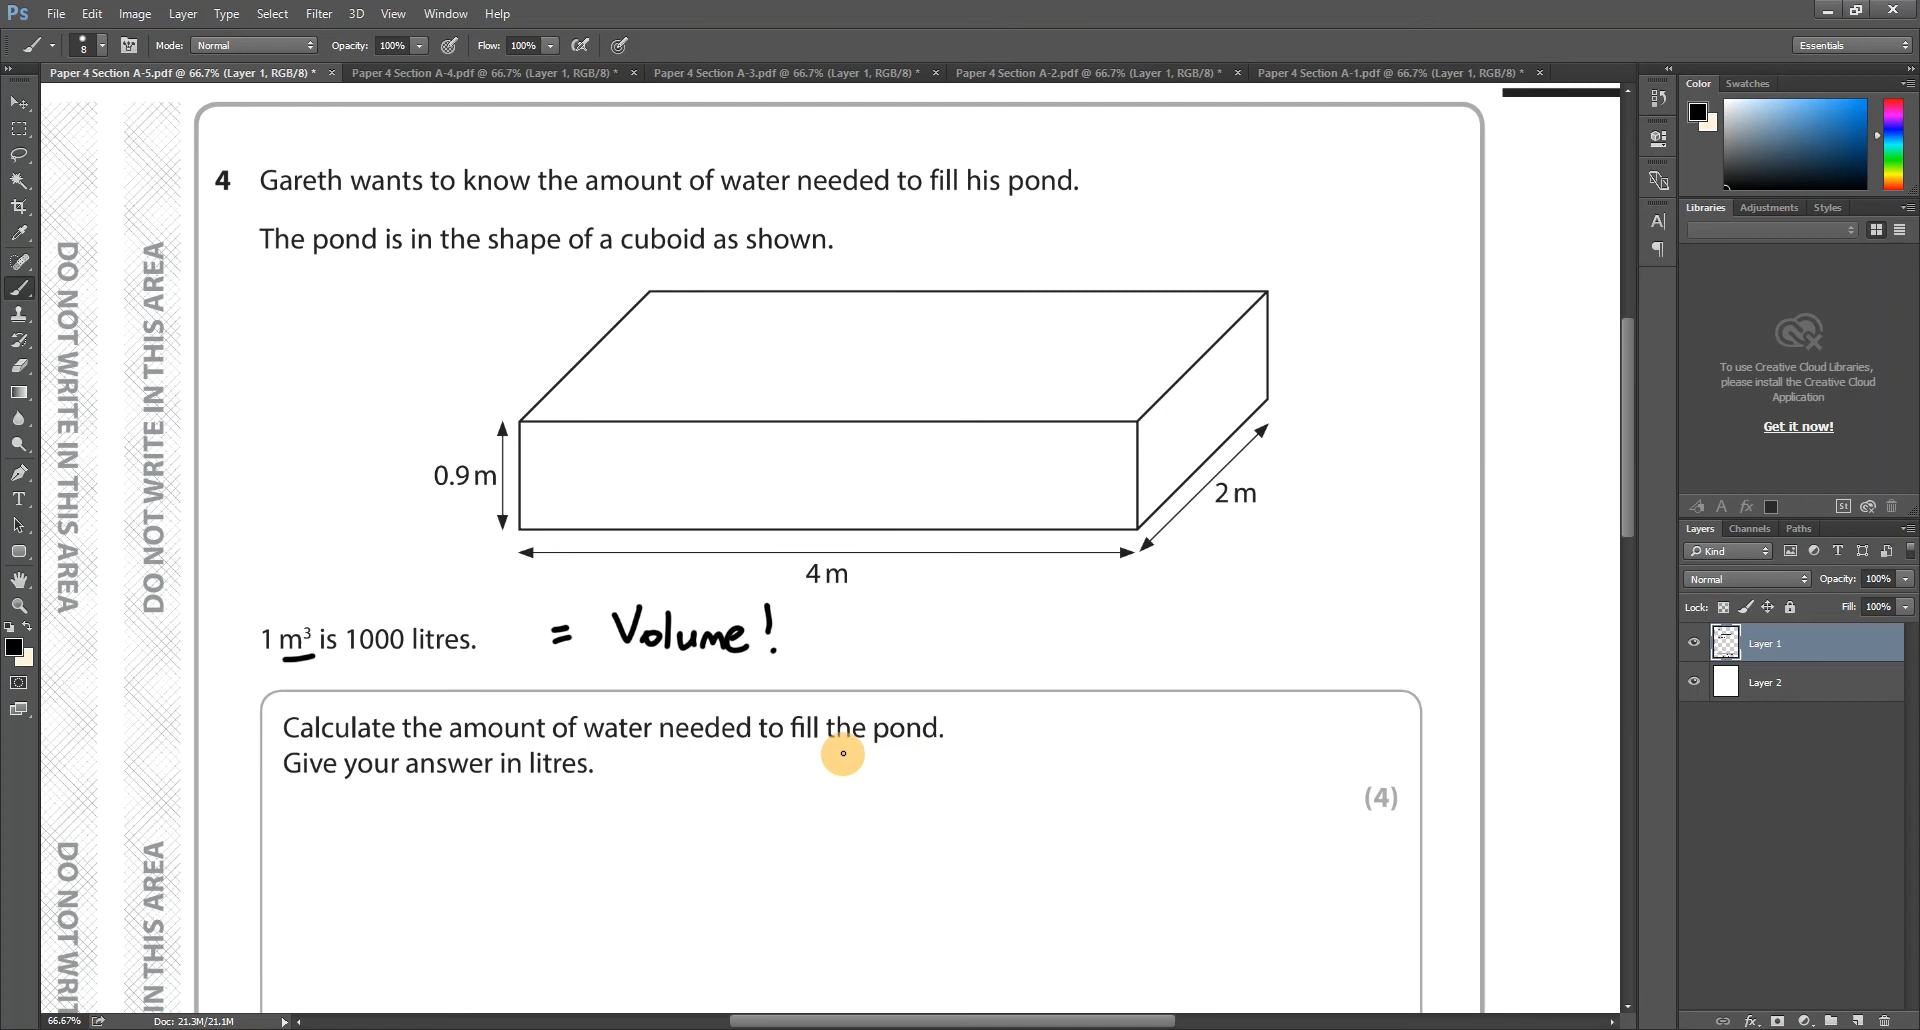 Ps File Edit Image Layer Type Select Filter 3D View Window Help
8 Mode: Normal Opacity: 100% Flow: 100% Essentials
Paper 4 Section A-5.pdf @ 66.7% (Layer 1, RGB/8) * × Paper 4 Section A-4.pdf @ 66.7% (Layer 1, RGB/8) * × Paper 4 Section A-3.pdf @ 66.7% (Layer 1, RGB/8) * × Paper 4 Section A-2.pdf @ 66.7% (Layer 1, RGB/8) * × Paper 4 Section A-1.pdf @ 66.7% (Layer 1, RGB/8) * ×
DO NOT WRITE IN THIS AREA
DO NOT WRITE IN THIS AREA
DO NOT WRIT
IN THIS AREA
4 Gareth wants to know the amount of water needed to fill his pond.
The pond is in the shape of a cuboid as shown.
0.9 m
2 m
4 m
1 m³ is 1000 litres. = Volume!
Calculate the amount of water needed to fill the pond.
Give your answer in litres.
(4)
Color Swatches
Libraries Adjustments Styles
To use Creative Cloud Libraries,
please install the Creative Cloud
Application
Get it now!
Layers Channels Paths
Kind
Normal Opacity: 100%
Lock: Fill: 100%
Layer 1
Layer 2
66.67% Doc: 21.3M/21.1M